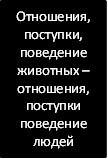 Отношения,
поступки,
поведение
животных –
отношения,
поступки
поведение
людей